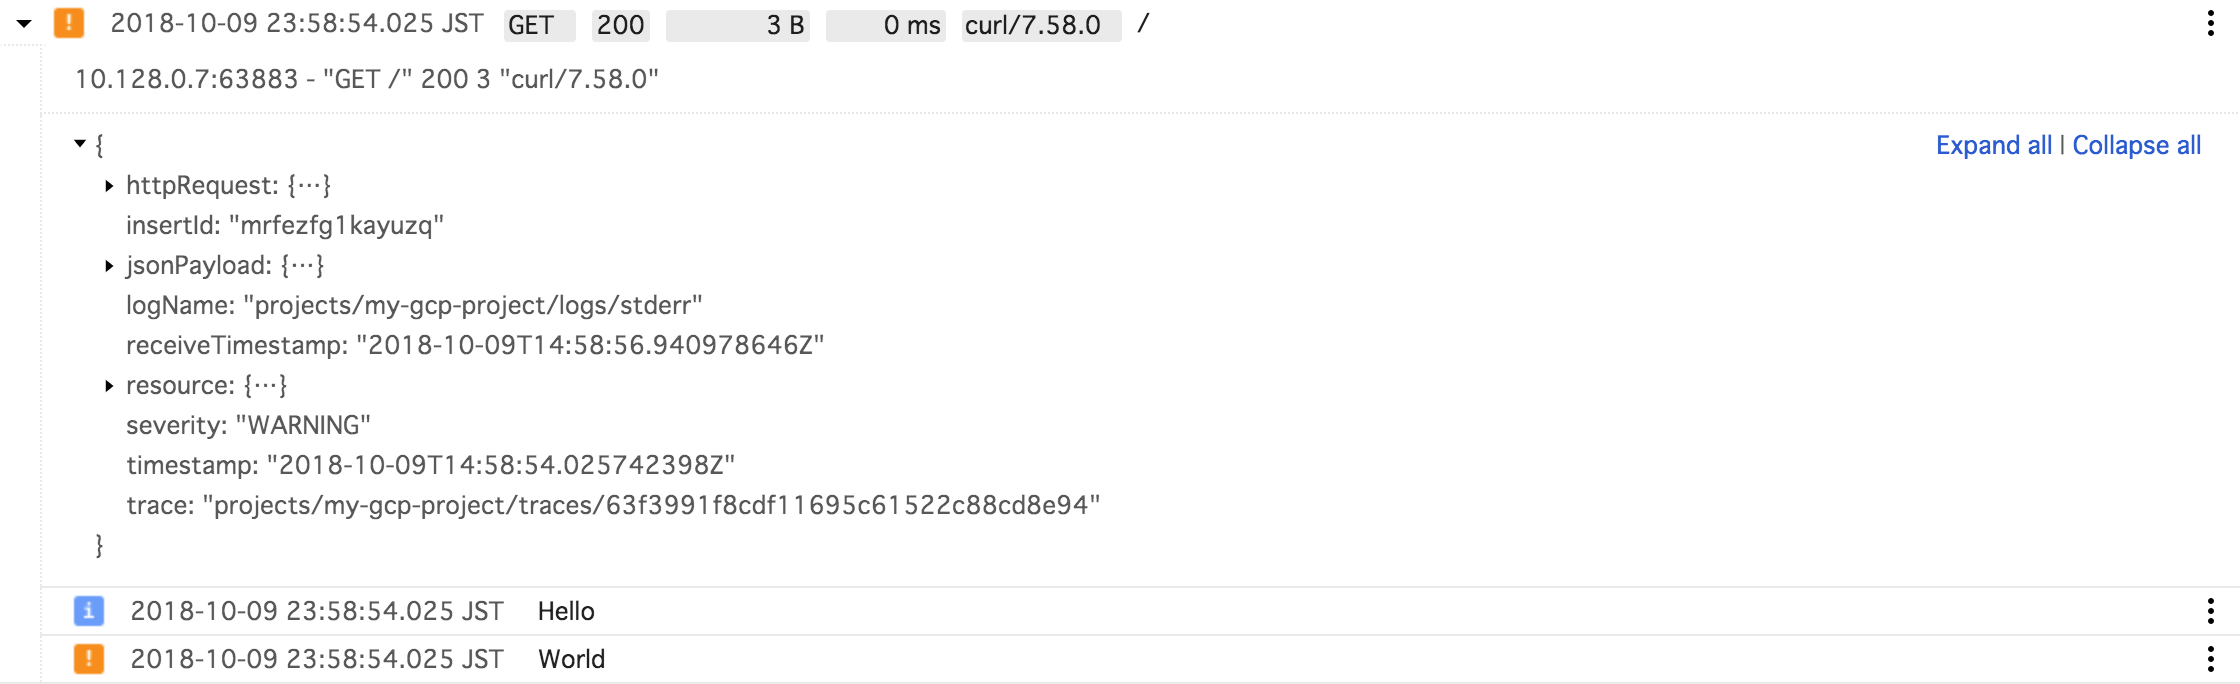 2018-10-09 23:58:54.025 JST GET 200 3 B 0 ms curl/7.58.0 /
10.128.0.7:63883 - "GET /" 200 3 "curl/7.58.0"
{ Expand all | Collapse all
httpRequest: {...}
insertId: "mrfezfg1kayuzq"
jsonPayload: {...}
logName: "projects/my-gcp-project/logs/stderr"
receiveTimestamp: "2018-10-09T14:58:56.940978646Z"
resource: {...}
severity: "WARNING"
timestamp: "2018-10-09T14:58:54.025742398Z"
trace: "projects/my-gcp-project/traces/63f3991f8cdf11695c61522c88cd8e94"
}
i 2018-10-09 23:58:54.025 JST Hello
! 2018-10-09 23:58:54.025 JST World